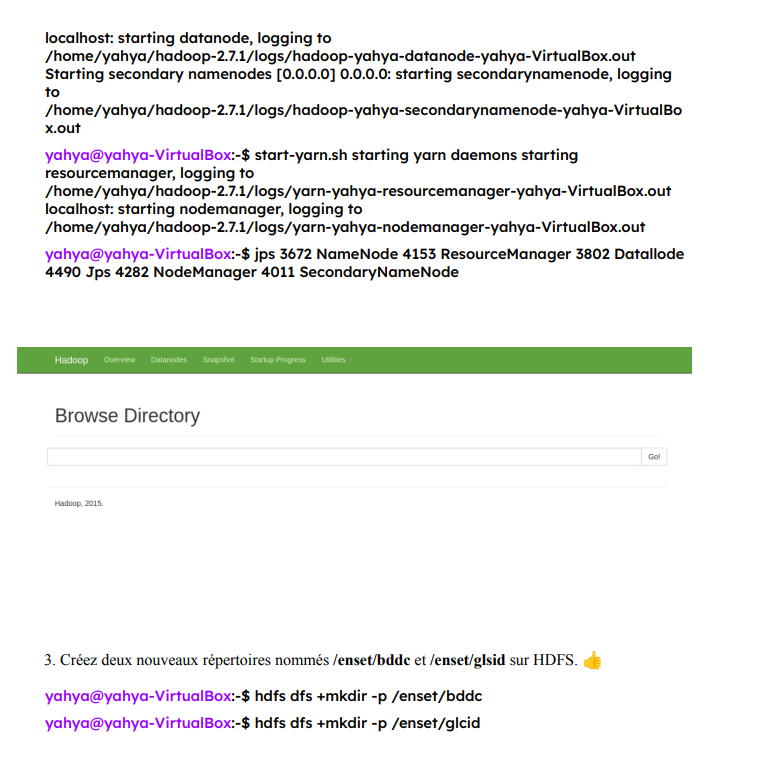 localhost: starting datanode, logging to
/home/yahya/hadoop-2.7.1/logs/hadoop-yahya-datanode-yahya-VirtualBox.out
Starting secondary namenodes [0.0.0.0] 0.0.0.0: starting secondarynamenode, logging
to
/home/yahya/hadoop-2.7.1/logs/hadoop-yahya-secondarynamenode-yahya-VirtualBo
x.out
yahya@yahya-VirtualBox:-$ start-yarn.sh starting yarn daemons starting
resourcemanager, logging to
/home/yahya/hadoop-2.7.1/logs/yarn-yahya-resourcemanager-yahya-VirtualBox.out
localhost: starting nodemanager, logging to
/home/yahya/hadoop-2.7.1/logs/yarn-yahya-nodemanager-yahya-VirtualBox.out
yahya@yahya-VirtualBox:-$ jps 3672 NameNode 4153 ResourceManager 3802 Datallode
4490 Jps 4282 NodeManager 4011 SecondaryNameNode
Hadoop Overview Datanodes Snapshot Startup Progress Utilities
Browse Directory
Go!
Hadoop, 2015.
3. Créez deux nouveaux répertoires nommés /enset/bddc et /enset/glsid sur HDFS. 👍
yahya@yahya-VirtualBox:-$ hdfs dfs +mkdir -p /enset/bddc
yahya@yahya-VirtualBox:-$ hdfs dfs +mkdir -p /enset/glcid